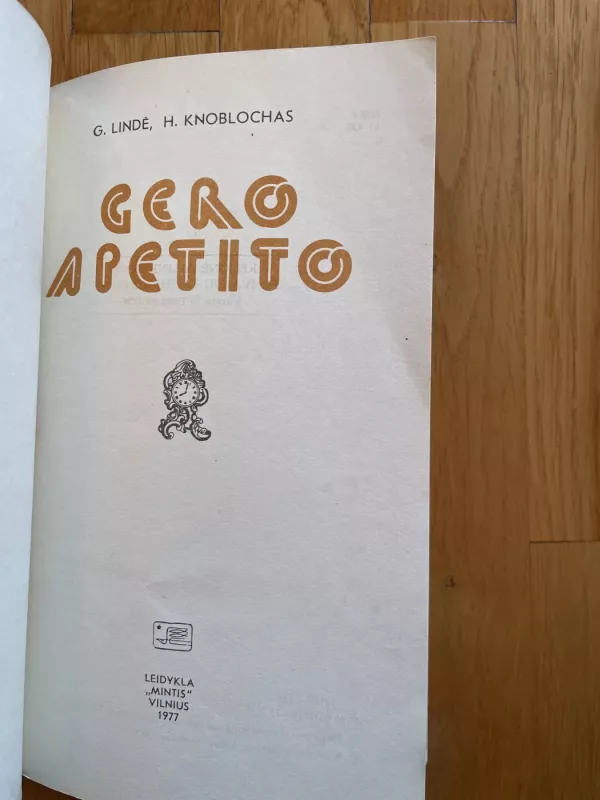 G. LINDĖ, H. KNOBLOCHAS
GERO
APETITO
LEIDYKLA
„MINTIS“
VILNIUS
1977